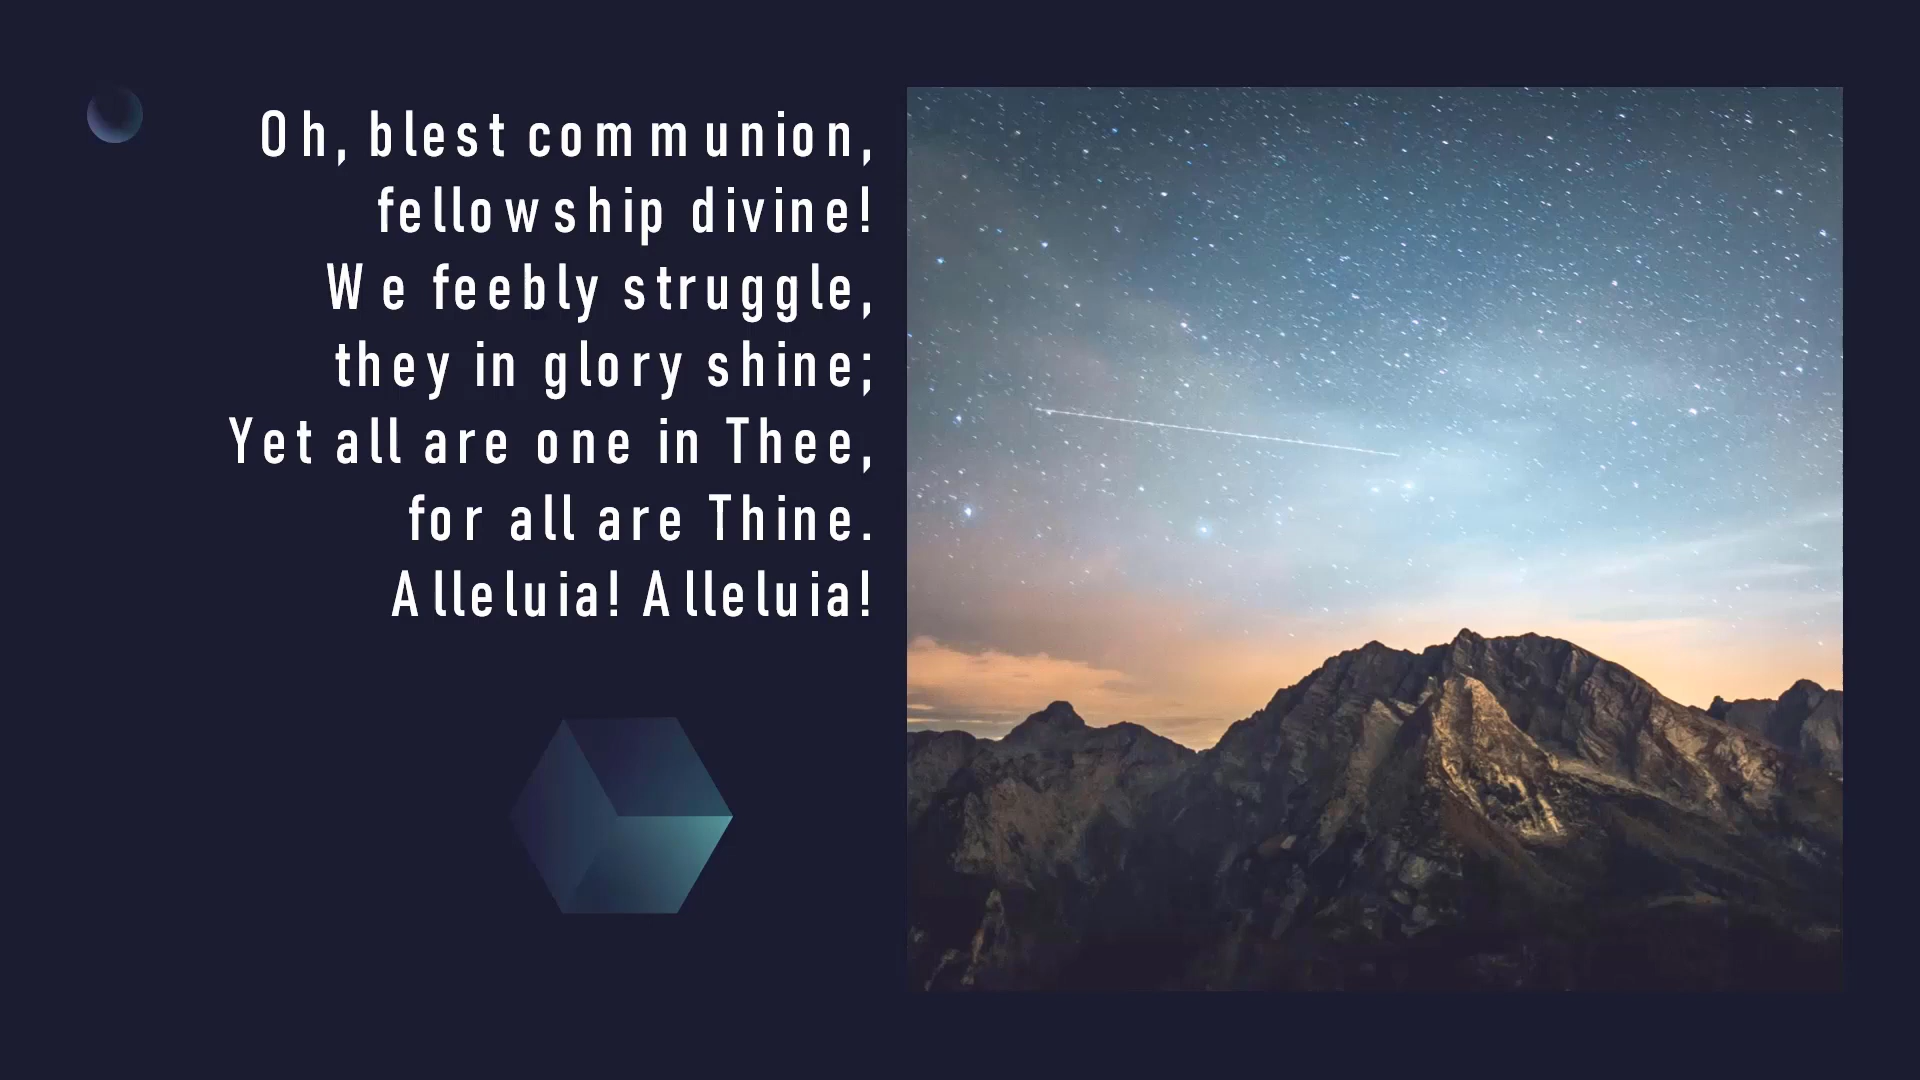 Oh, blest communion,
fellowship divine!
We feebly struggle,
they in glory shine;
Yet all are one in Thee,
for all are Thine.
Alleluia! Alleluia!